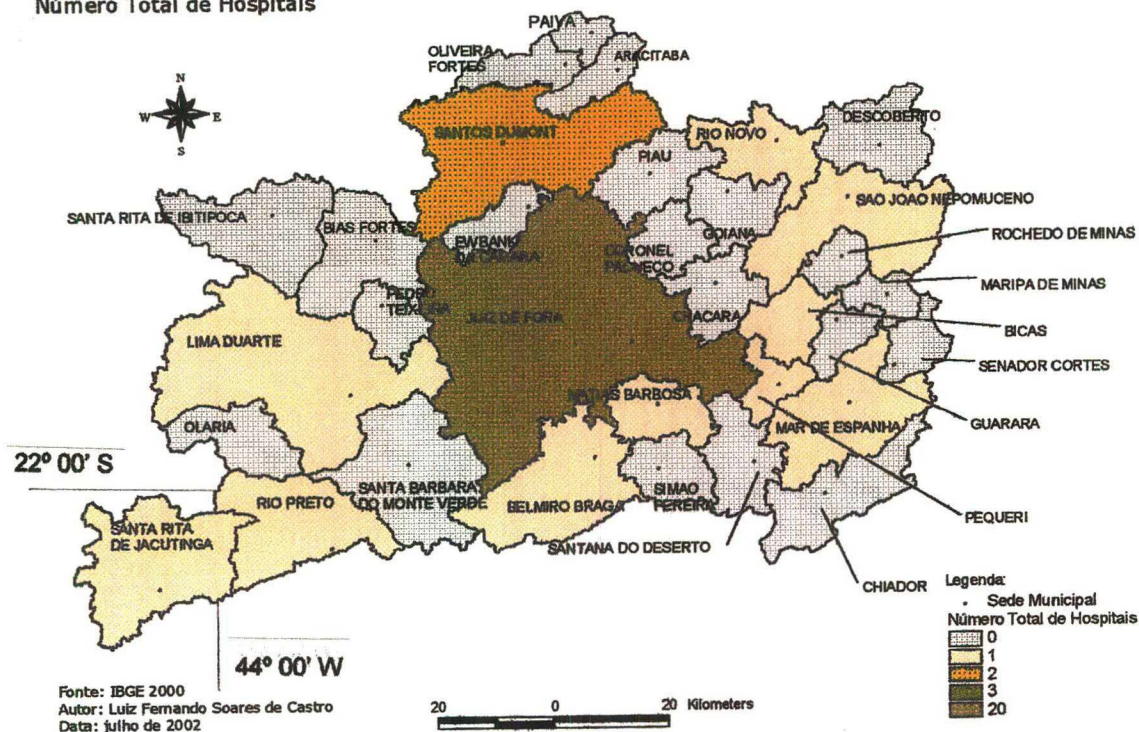 Número Total de Hospitais
PAIVA
OLIVEIRA
FORTES
ARACITABA
N
W E
S
SANTOS DUMONT
RIO NOVO
DESCOBERTO
PIAU
SANTA RITA DE IBITIPOCA
BIAS FORTES
SAO JOAO NEPOMUCENO
GOIANA
ROCHEDO DE MINAS
EWBANK
DA CAMARA
CORONEL
PACHECO
MARIPA DE MINAS
PEDRO
TEIXEIRA
JUIZ DE FORA
CHACARA
BICAS
LIMA DUARTE
SENADOR CORTES
MATIAS BARBOSA
GUARARA
OLARIA
MAR DE ESPANHA
22º 00' S
SANTA BARBARA
DO MONTE VERDE
RIO PRETO
BELMIRO BRAGA
SIMAO
PEREIRA
PEQUERI
SANTA RITA
DE JACUTINGA
SANTANA DO DESERTO
CHIADOR
Legenda:
Sede Municipal
Número Total de Hospitais
0
1
2
3
20
44º 00' W
Fonte: IBGE 2000
Autor: Luiz Fernando Soares de Castro
Data: julho de 2002
20 0 20 Kilometers